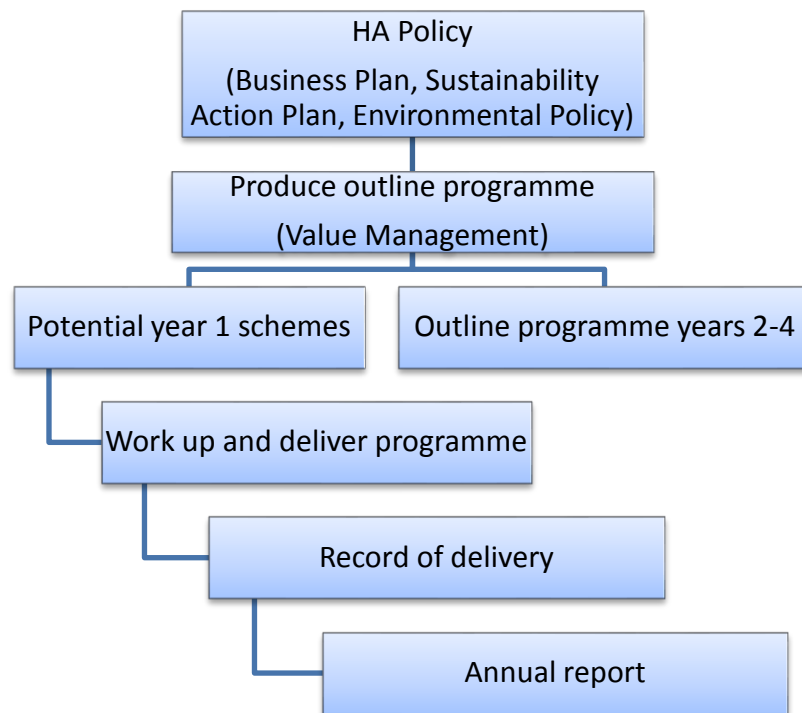 HA Policy
(Business Plan, Sustainability
Action Plan, Environmental Policy)
Produce outline programme
(Value Management)
Potential year 1 schemes
Outline programme years 2-4
Work up and deliver programme
Record of delivery
Annual report